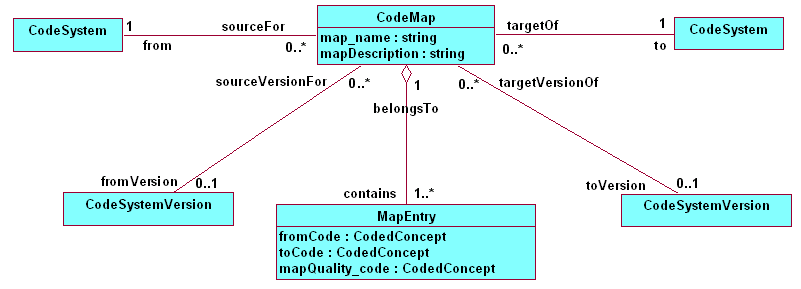 CodeSystem
1
sourceFor
from
0..*
CodeMap
map_name : string
mapDescription : string
targetOf
1
0..*
to
CodeSystem
sourceVersionFor
0..*
1
0..*
targetVersionOf
belongsTo
fromVersion
0..1
contains
1..*
toVersion
0..1
CodeSystemVersion
MapEntry
CodeSystemVersion
fromCode : CodedConcept
toCode : CodedConcept
mapQuality_code : CodedConcept